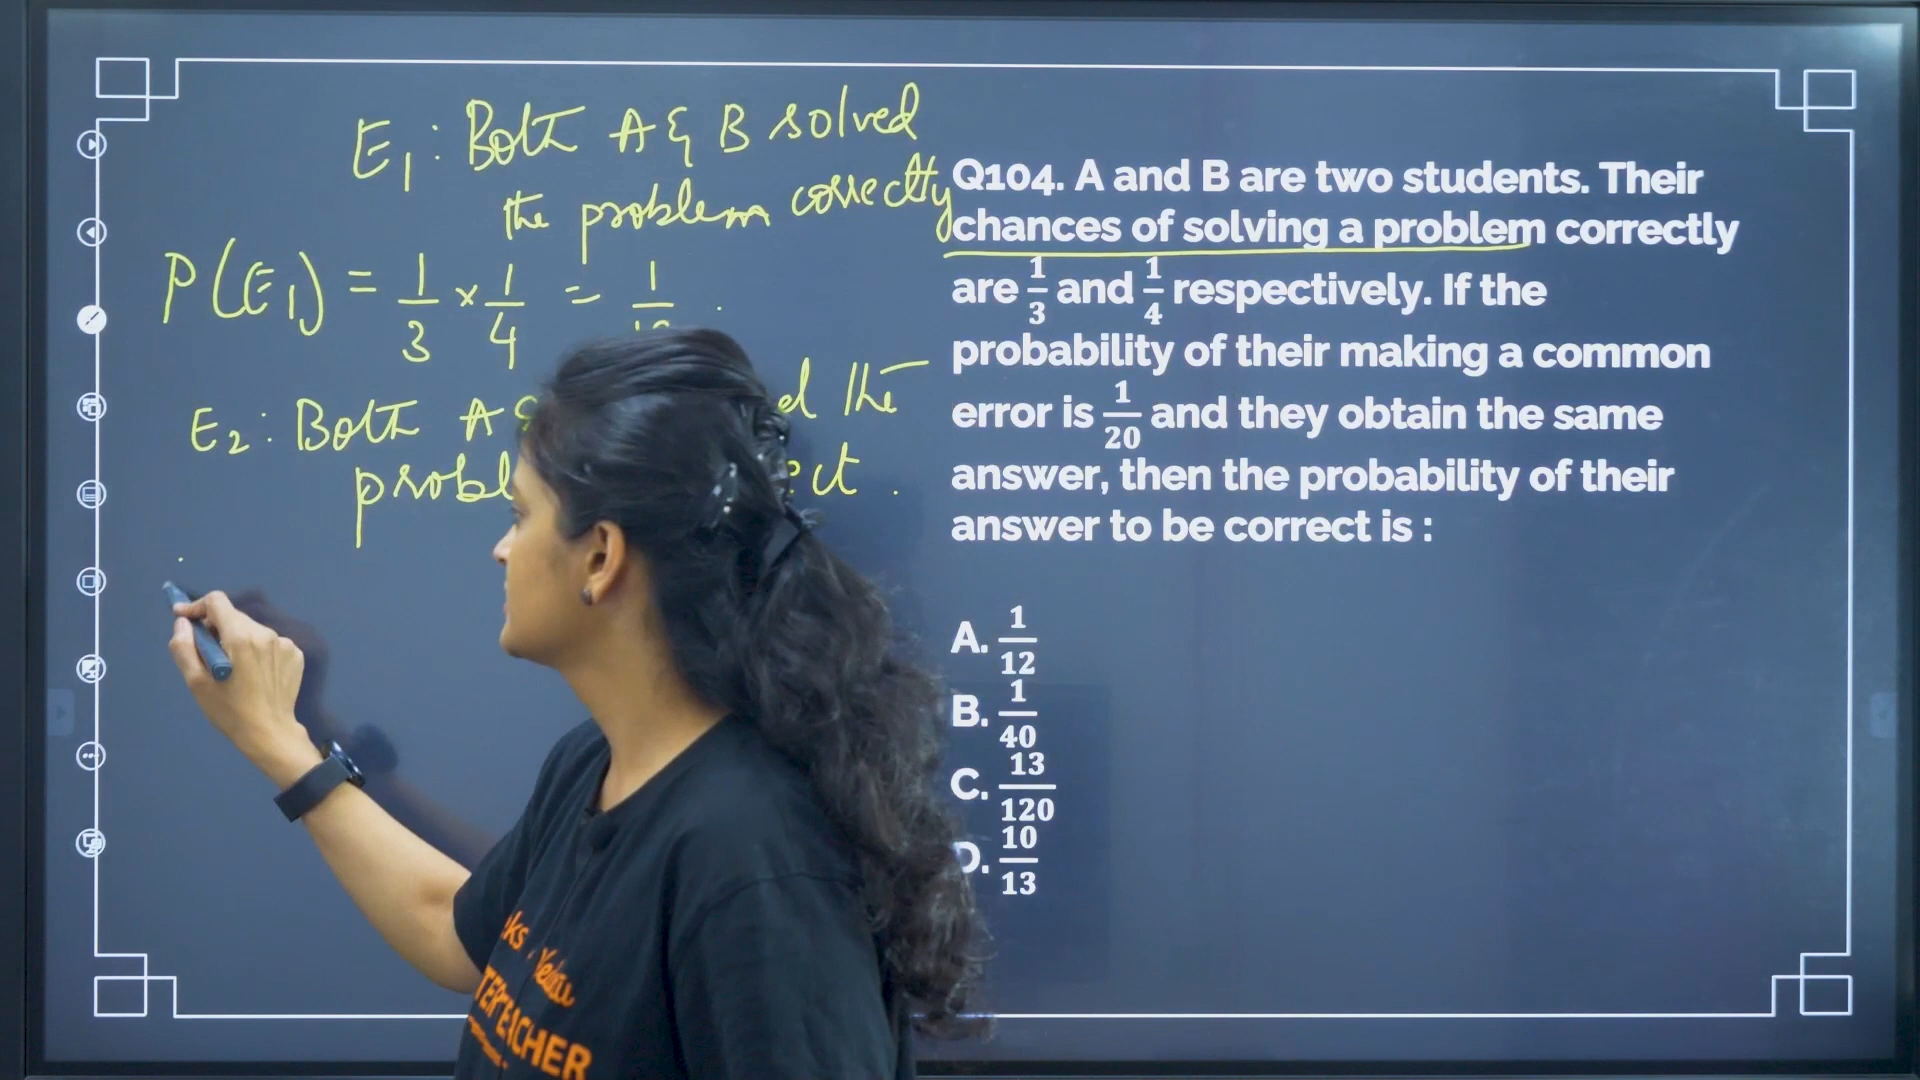 E₁ : Both A & B solved
the problem correctly
P(E₁) = 1/3 × 1/4 = 1/12 .
E₂ : Both A & the
.
Q104. A and B are two students. Their
chances of solving a problem correctly
are 1/3 and 1/4 respectively. If the
probability of their making a common
error is 1/20 and they obtain the same
answer, then the probability of their
answer to be correct is :
A. 1/12
B. 1/40
C. 13/120
D. 10/13